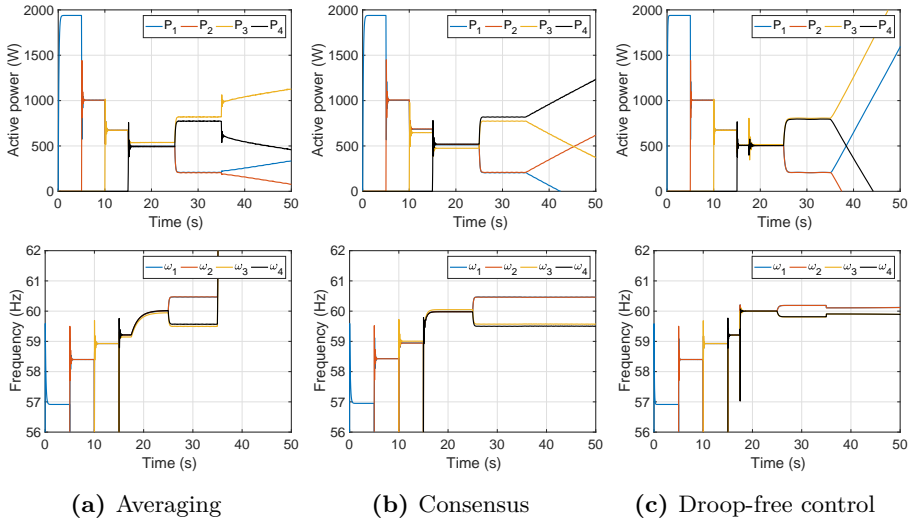 P1 P2 P3 P4
Active power (W)
2000
1500
1000
500
0
0 10 20 30 40 50
Time (s)
P1 P2 P3 P4
Active power (W)
2000
1500
1000
500
0
0 10 20 30 40 50
Time (s)
P1 P2 P3 P4
Active power (W)
2000
1500
1000
500
0
0 10 20 30 40 50
Time (s)
ω1 ω2 ω3 ω4
Frequency (Hz)
62
61
60
59
58
57
56
0 10 20 30 40 50
Time (s)
ω1 ω2 ω3 ω4
Frequency (Hz)
62
61
60
59
58
57
56
0 10 20 30 40 50
Time (s)
ω1 ω2 ω3 ω4
Frequency (Hz)
62
61
60
59
58
57
56
0 10 20 30 40 50
Time (s)
(a) Averaging
(b) Consensus
(c) Droop-free control